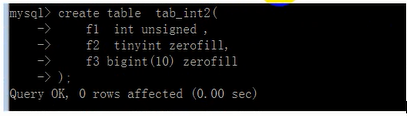 mysql> create table  tab_int2(
    ->     f1  int unsigned ,
    ->     f2  tinyint zerofill,
    ->     f3 bigint(10) zerofill
    -> );
Query OK, 0 rows affected (0.00 sec)